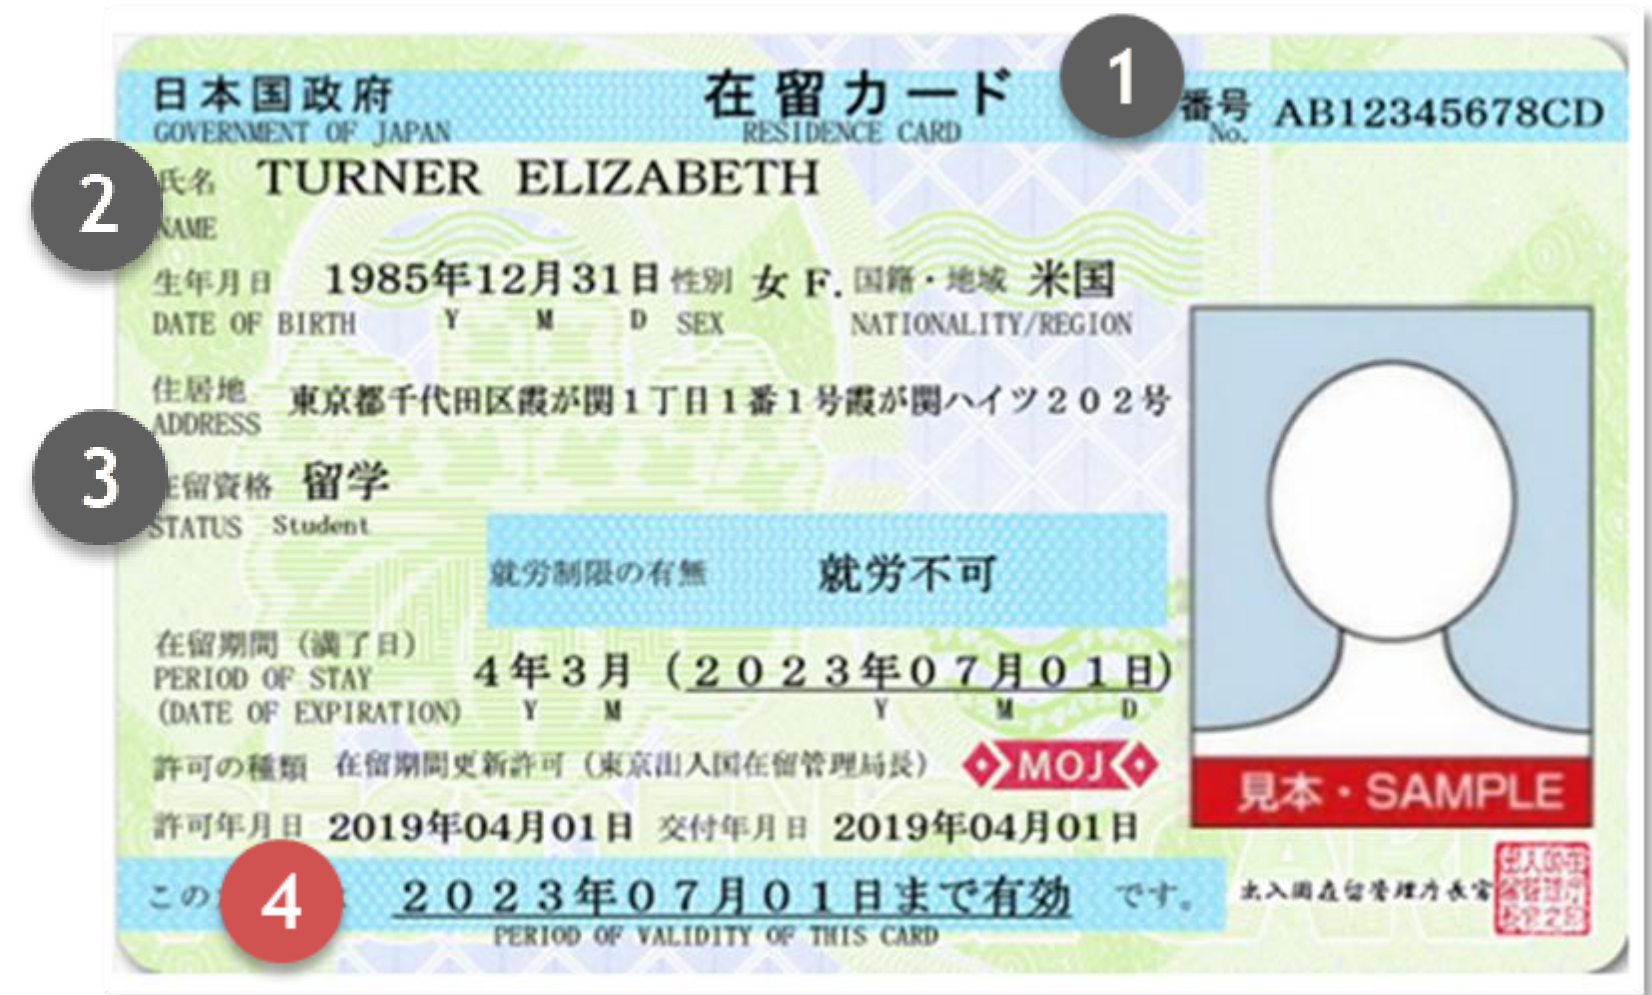 1
2
3
4
日本国政府 在留カード 番号 AB12345678CD
GOVERNMENT OF JAPAN RESIDENCE CARD No.
氏名 TURNER ELIZABETH
NAME
生年月日 1985年12月31日 性別 女 F. 国籍・地域 米国
DATE OF BIRTH Y M D SEX NATIONALITY/REGION
住居地 東京都千代田区霞が関1丁目1番1号霞が関ハイツ202号
ADDRESS
在留資格 留学
STATUS Student
就労制限の有無 就労不可
在留期間(満了日) 4年3月(2023年07月01日)
PERIOD OF STAY
(DATE OF EXPIRATION) Y M Y M D
許可の種類 在留期間更新許可(東京出入国在留管理局長) MOJ
見本・SAMPLE
許可年月日 2019年04月01日 交付年月日 2019年04月01日
この 2023年07月01日まで有効 です。
PERIOD OF VALIDITY OF THIS CARD
出入国在留管理庁長官